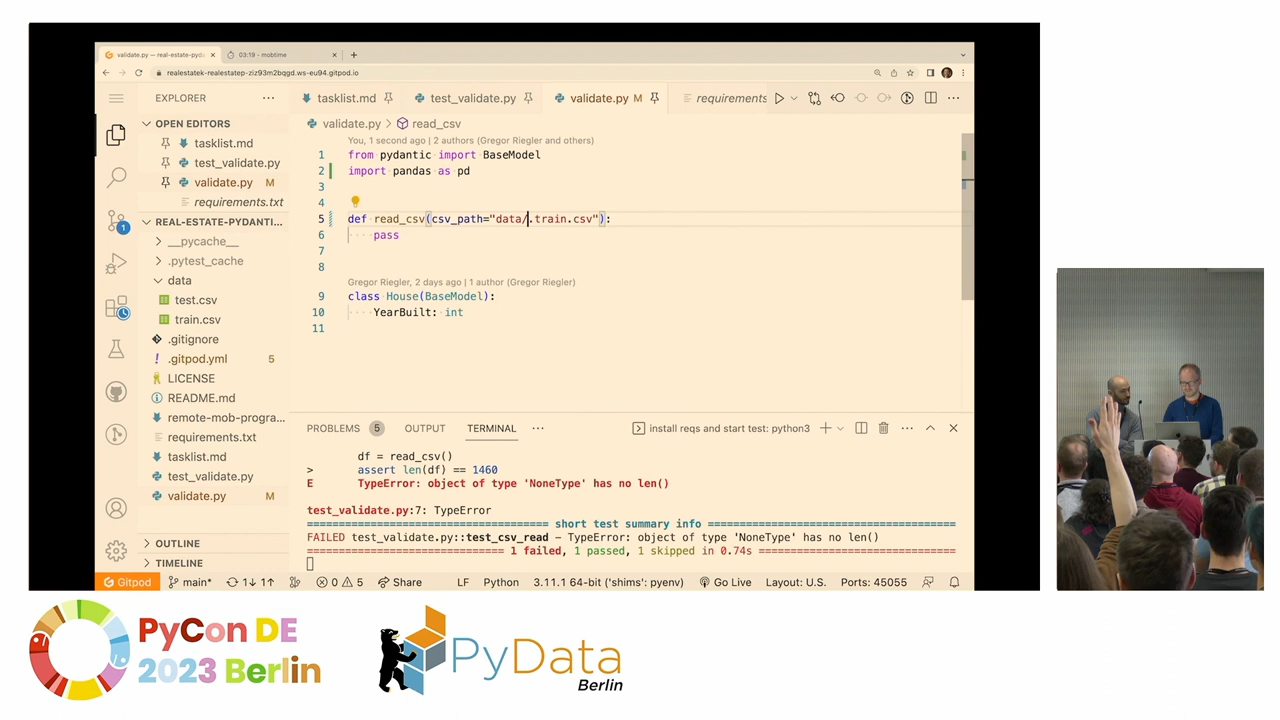 validate.py — real-estate-pyda
03:19 - mobtime
realestatek-realestatep-ziz93m2bqgd.ws-eu94.gitpod.io
EXPLORER
tasklist.md
test_validate.py
validate.py M
requirements
OPEN EDITORS
tasklist.md
test_validate.py
validate.py M
requirements.txt
REAL-ESTATE-PYDANTI...
__pycache__
.pytest_cache
data
test.csv
train.csv
.gitignore
.gitpod.yml 5
LICENSE
README.md
remote-mob-progra...
requirements.txt
tasklist.md
test_validate.py
validate.py M
OUTLINE
TIMELINE
1
validate.py > read_csv
You, 1 second ago | 2 authors (Gregor Riegler and others)
1 from pydantic import BaseModel
2 import pandas as pd
3
4
5 def read_csv(csv_path="data/.train.csv"):
6 pass
7
8
Gregor Riegler, 2 days ago | 1 author (Gregor Riegler)
9 class House(BaseModel):
10 YearBuilt: int
11
PROBLEMS 5 OUTPUT TERMINAL
install reqs and start test: python3
df = read_csv()
> assert len(df) == 1460
E TypeError: object of type 'NoneType' has no len()
test_validate.py:7: TypeError
=================================== short test summary info ===================================
FAILED test_validate.py::test_csv_read - TypeError: object of type 'NoneType' has no len()
============================ 1 failed, 1 passed, 1 skipped in 0.74s ============================
Gitpod main* 1↓ 1↑ 0 5 Share LF Python 3.11.1 64-bit ('shims': pyenv) Go Live Layout: U.S. Ports: 45055
PyCon DE
2023 Berlin
PyData
Berlin